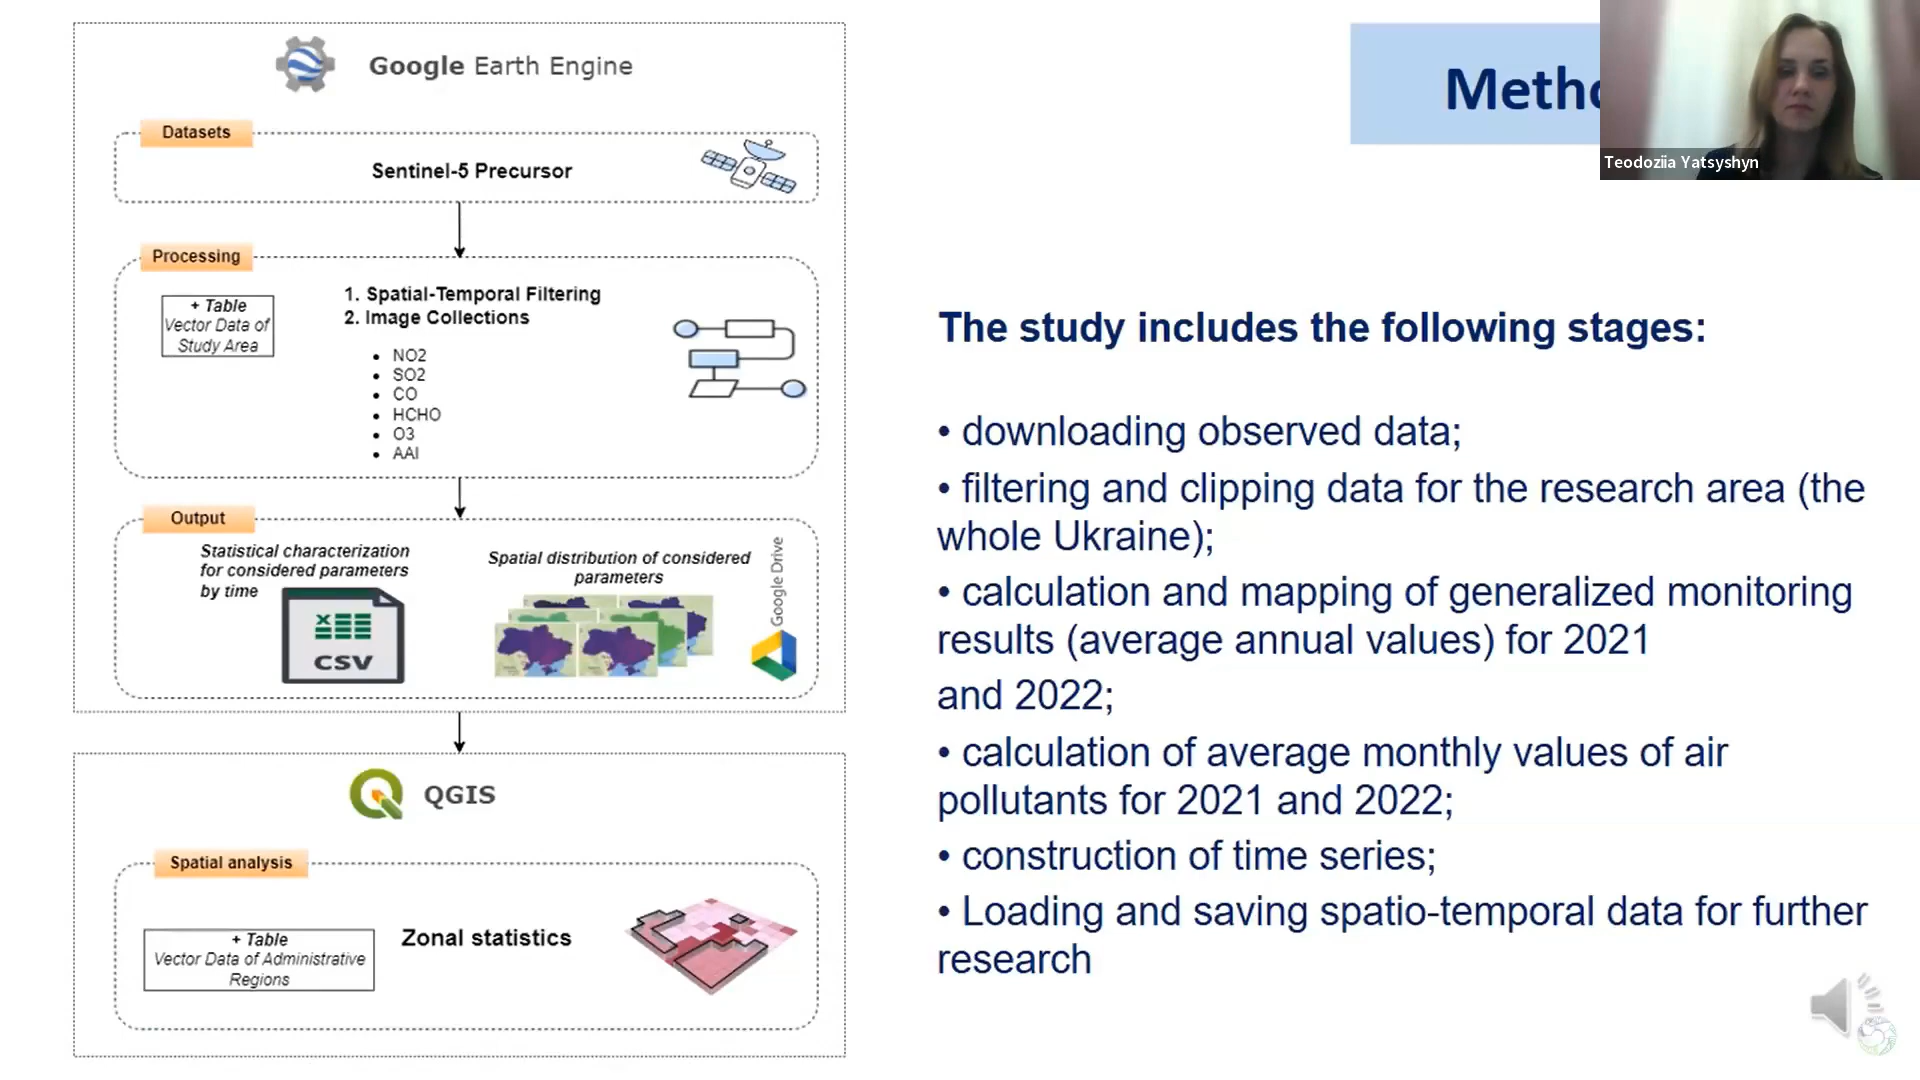 Google Earth Engine
Datasets
Sentinel-5 Precursor
Processing
+ Table
Vector Data of
Study Area
1. Spatial-Temporal Filtering
2. Image Collections
• NO2
• SO2
• CO
• HCHO
• O3
• AAI
Output
Statistical characterization
for considered parameters
by time
CSV
Spatial distribution of considered
parameters
Google Drive
QGIS
Spatial analysis
+ Table
Vector Data of Administrative
Regions
Zonal statistics
Teodoziia Yatsyshyn
The study includes the following stages:
• downloading observed data;
• filtering and clipping data for the research area (the
whole Ukraine);
• calculation and mapping of generalized monitoring
results (average annual values) for 2021
and 2022;
• calculation of average monthly values of air
pollutants for 2021 and 2022;
• construction of time series;
• Loading and saving spatio-temporal data for further
research